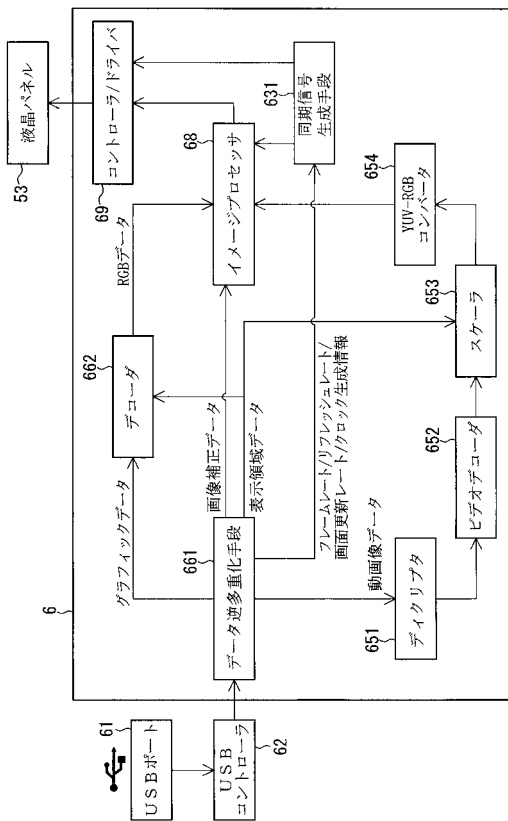 6
61
USBポート
62
USB
コントローラ
661
データ逆多重化手段
グラフィックデータ
662
デコーダ
RGBデータ
画像補正データ
表示領域データ
フレームレート/リフレッシュレート/
画面更新レート/クロック生成情報
動画像データ
651
ディクリプタ
652
ビデオデコーダ
653
スケーラ
654
YUV-RGB
コンバータ
68
イメージプロセッサ
631
同期信号
生成手段
69
コントローラ/ドライバ
53
液晶パネル